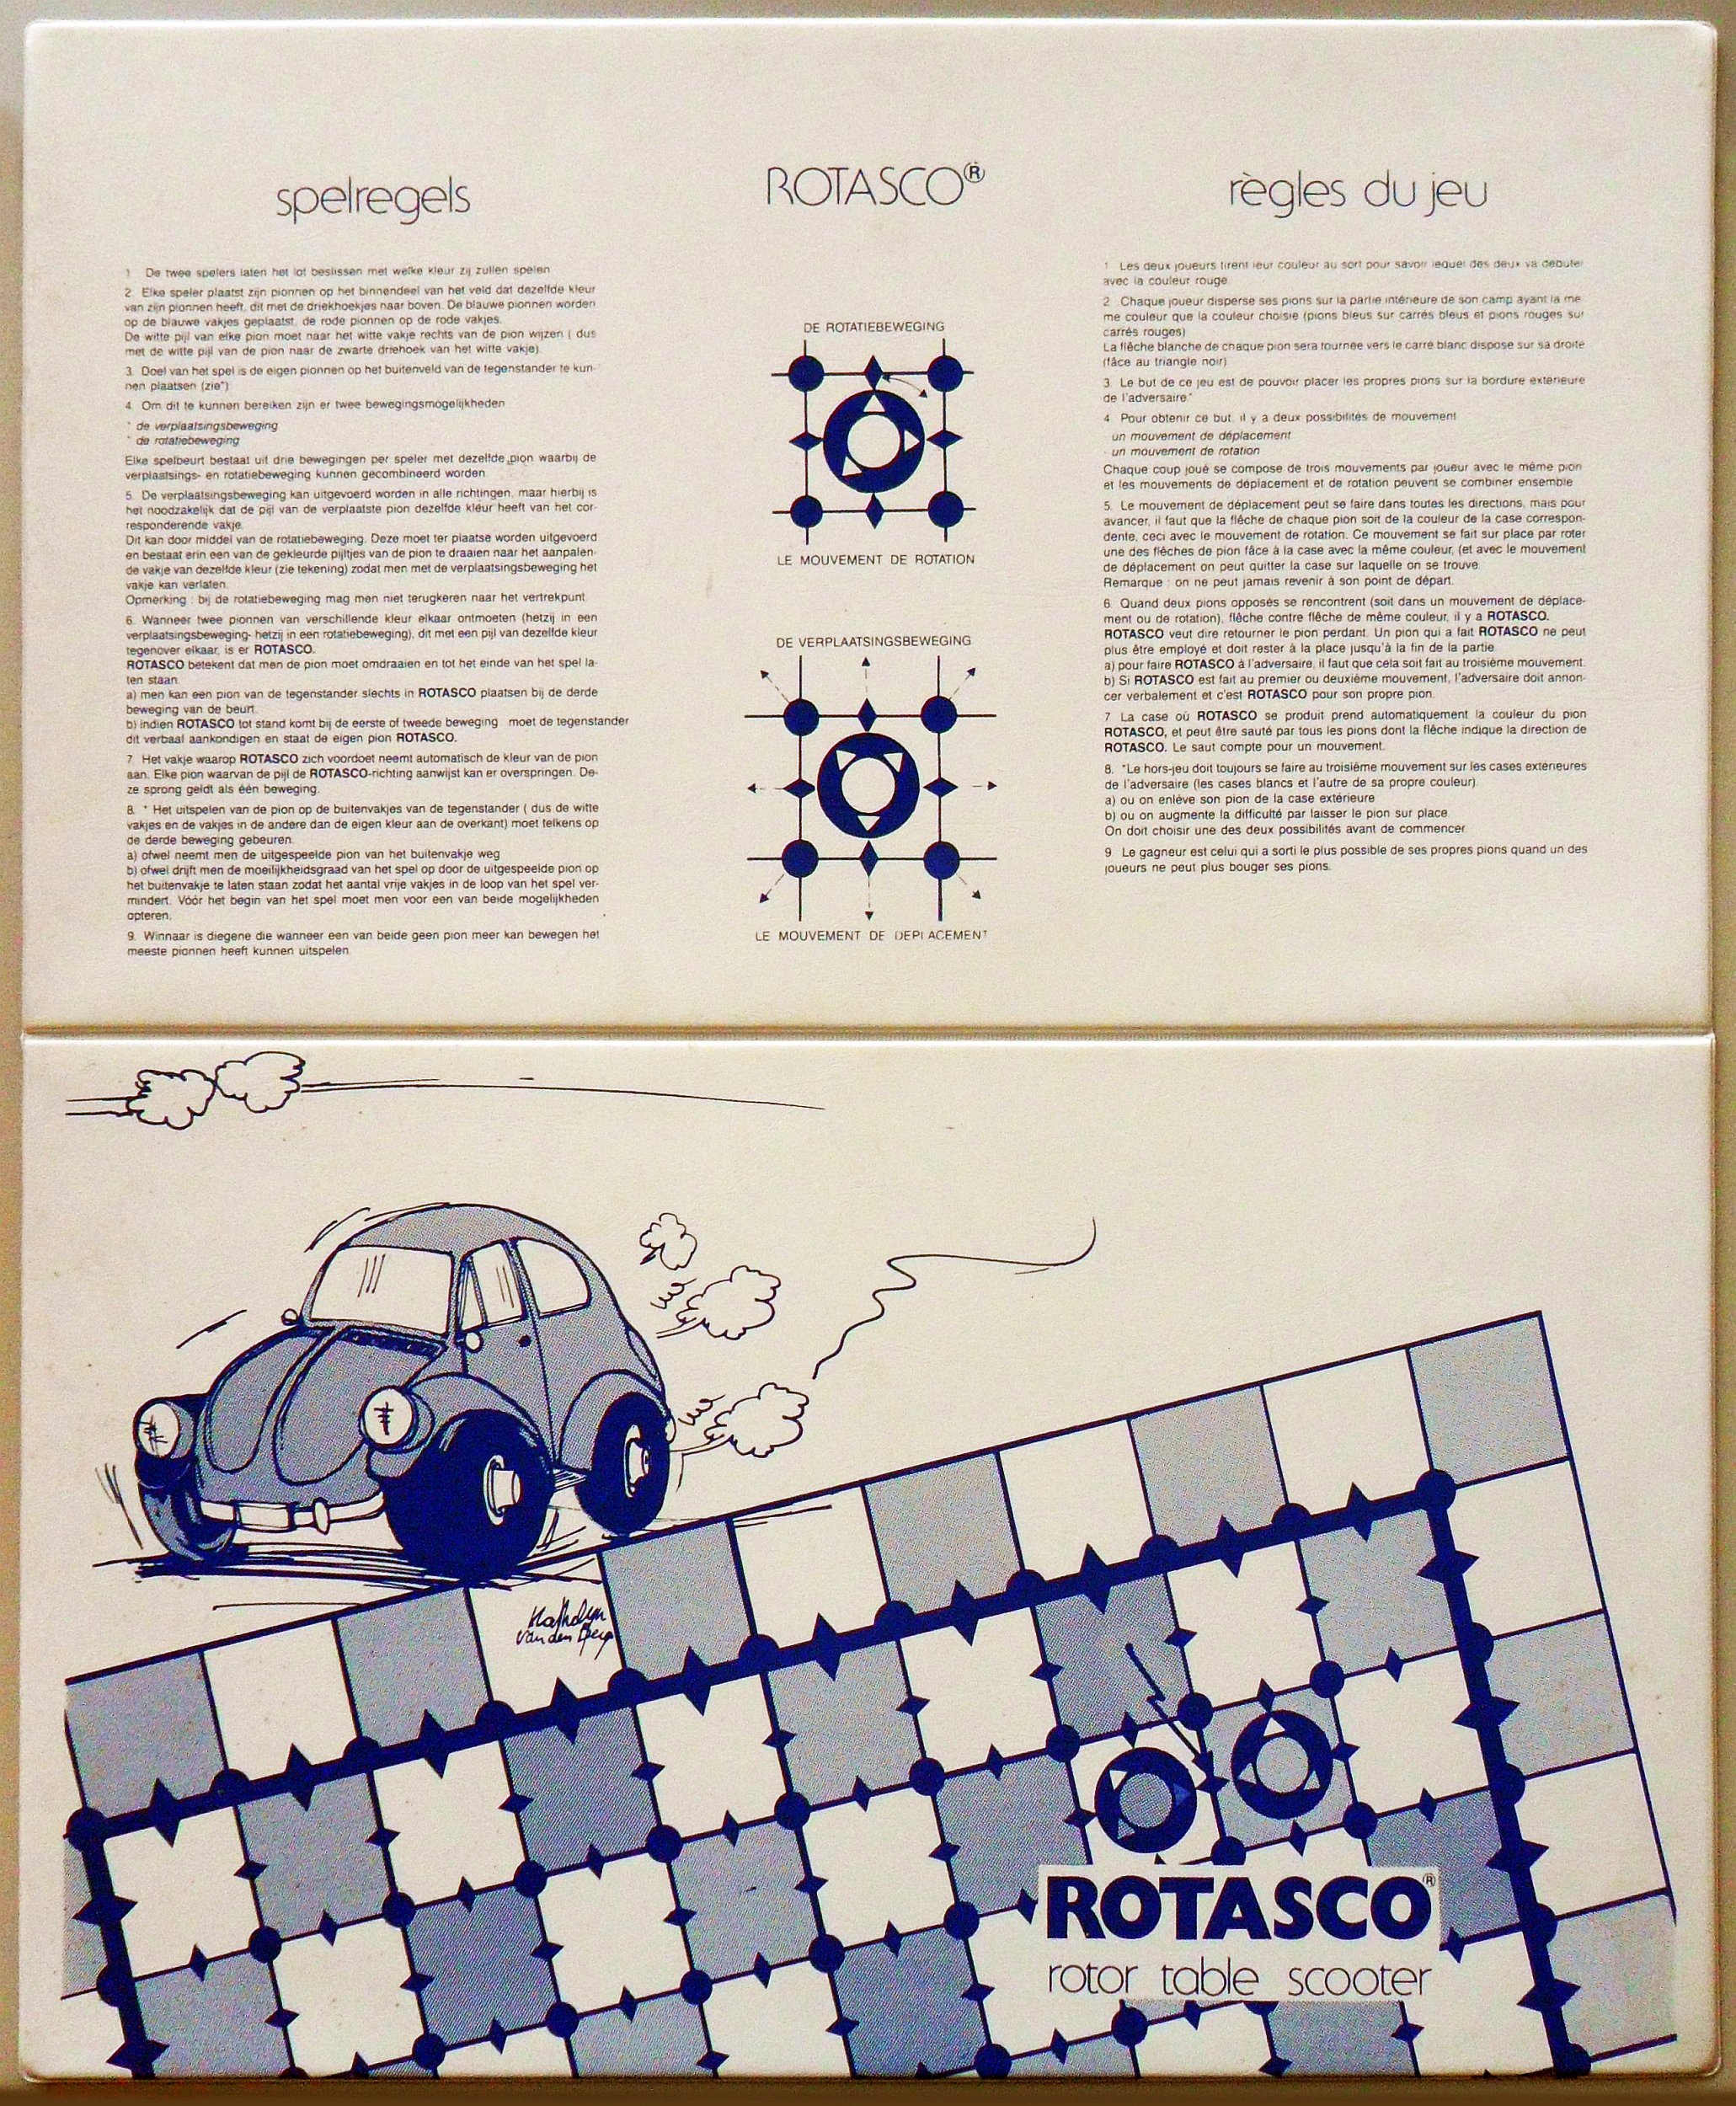 spelregels
1 De twee spelers laten het lot beslissen met welke kleur zij zullen spelen
2. Elke speler plaatst zijn pionnen op het binnendeel van het veld dat dezelfde kleur
van zijn pionnen heeft, dit met de driekhoekjes naar boven. De blauwe pionnen worden
op de blauwe vakjes geplaatst, de rode pionnen op de rode vakjes.
De witte pijl van elke pion moet naar het witte vakje rechts van de pion wijzen ( dus
met de witte pijl van de pion naar de zwarte driehoek van het witte vakje).
3. Doel van het spel is de eigen pionnen op het buitenveld van de tegenstander te kun-
nen plaatsen (zie*)
4. Om dit te kunnen bereiken zijn er twee bewegingsmogelijkheden
* de verplaatsingsbeweging
* de rotatiebeweging
Elke spelbeurt bestaat uit drie bewegingen per speler met dezelfde pion waarbij de
verplaatsings- en rotatiebeweging kunnen gecombineerd worden.
5. De verplaatsingsbeweging kan uitgevoerd worden in alle richtingen, maar hierbij is
het noodzakelijk dat de pijl van de verplaatste pion dezelfde kleur heeft van het cor-
responderende vakje.
Dit kan door middel van de rotatiebeweging. Deze moet ter plaatse worden uitgevoerd
en bestaat erin een van de gekleurde pijltjes van de pion te draaien naar het aanpalen-
de vakje van dezelfde kleur (zie tekening) zodat men met de verplaatsingsbeweging het
vakje kan verlaten.
Opmerking : bij de rotatiebeweging mag men niet terugkeren naar het vertrekpunt.
6. Wanneer twee pionnen van verschillende kleur elkaar ontmoeten (hetzij in een
verplaatsingsbeweging- hetzij in een rotatiebeweging), dit met een pijl van dezelfde kleur
tegenover elkaar, is er ROTASCO.
ROTASCO betekent dat men de pion moet omdraaien en tot het einde van het spel la-
ten staan.
a) men kan een pion van de tegenstander slechts in ROTASCO plaatsen bij de derde
beweging van de beurt.
b) indien ROTASCO tot stand komt bij de eerste of tweede beweging moet de tegenstander
dit verbaal aankondigen en staat de eigen pion ROTASCO.
7. Het vakje waarop ROTASCO zich voordoet neemt automatisch de kleur van de pion
aan. Elke pion waarvan de pijl de ROTASCO-richting aanwijst kan er overspringen. De-
ze sprong geldt als één beweging.
8. * Het uitspelen van de pion op de buitenvakjes van de tegenstander ( dus de witte
vakjes en de vakjes in de andere dan de eigen kleur aan de overkant) moet telkens op
de derde beweging gebeuren.
a) ofwel neemt men de uitgespeelde pion van het buitenvakje weg
b) ofwel drijft men de moeilijkheidsgraad van het spel op door de uitgespeelde pion op
het buitenvakje te laten staan zodat het aantal vrije vakjes in de loop van het spel ver-
mindert. Vóór het begin van het spel moet men voor een van beide mogelijkheden
opteren.
9. Winnaar is diegene die wanneer een van beide geen pion meer kan bewegen het
meeste pionnen heeft kunnen uitspelen.
ROTASCO®
DE ROTATIEBEWEGING
LE MOUVEMENT DE ROTATION
DE VERPLAATSINGSBEWEGING
LE MOUVEMENT DE DEPLACEMENT
règles du jeu
1 Les deux joueurs tirent leur couleur au sort pour savoir lequel des deux va debuter
avec la couleur rouge.
2 Chaque joueur disperse ses pions sur la partie intérieure de son camp ayant la me
me couleur que la couleur choisie (pions bleus sur carrés bleus et pions rouges sur
carrés rouges)
La flêche blanche de chaque pion sera tournée vers le carré blanc dispose sur sa droite
(fâce au triangle noir).
3. Le but de ce jeu est de pouvoir placer les propres pions sur la bordure extérieure
de l'adversaire.*
4. Pour obtenir ce but, il y a deux possibilités de mouvement
un mouvement de déplacement
un mouvement de rotation
Chaque coup joué se compose de trois mouvements par joueur avec le même pion
et les mouvements de déplacement et de rotation peuvent se combiner ensemble
5. Le mouvement de déplacement peut se faire dans toutes les directions, mais pour
avancer, il faut que la flêche de chaque pion soit de la couleur de la case correspon-
dente, ceci avec le mouvement de rotation. Ce mouvement se fait sur place par roter
une des flêches de pion fâce à la case avec la même couleur, (et avec le mouvement
de déplacement on peut quitter la case sur laquelle on se trouve.
Remarque : on ne peut jamais revenir à son point de départ.
6. Quand deux pions opposés se rencontrent (soit dans un mouvement de déplace-
ment ou de rotation), flêche contre flêche de même couleur, il y a ROTASCO.
ROTASCO veut dire retourner le pion perdant. Un pion qui a fait ROTASCO ne peut
plus être employé et doit rester à la place jusqu'à la fin de la partie.
a) pour faire ROTASCO à l'adversaire, il faut que cela soit fait au troisième mouvement.
b) Si ROTASCO est fait au premier ou deuxième mouvement, l'adversaire doit annon-
cer verbalement et c'est ROTASCO pour son propre pion.
7 La case où ROTASCO se produit prend automatiquement la couleur du pion
ROTASCO, et peut être sauté par tous les pions dont la flêche indique la direction de
ROTASCO. Le saut compte pour un mouvement.
8. *Le hors-jeu doit toujours se faire au troisième mouvement sur les cases extérieures
de l'adversaire (les cases blancs et l'autre de sa propre couleur).
a) ou on enlève son pion de la case extérieure
b) ou on augmente la difficulté par laisser le pion sur place.
On doit choisir une des deux possibilités avant de commencer.
9. Le gagneur est celui qui a sorti le plus possible de ses propres pions quand un des
joueurs ne peut plus bouger ses pions.
van den Berg
ROTASCO®
rotor table scooter